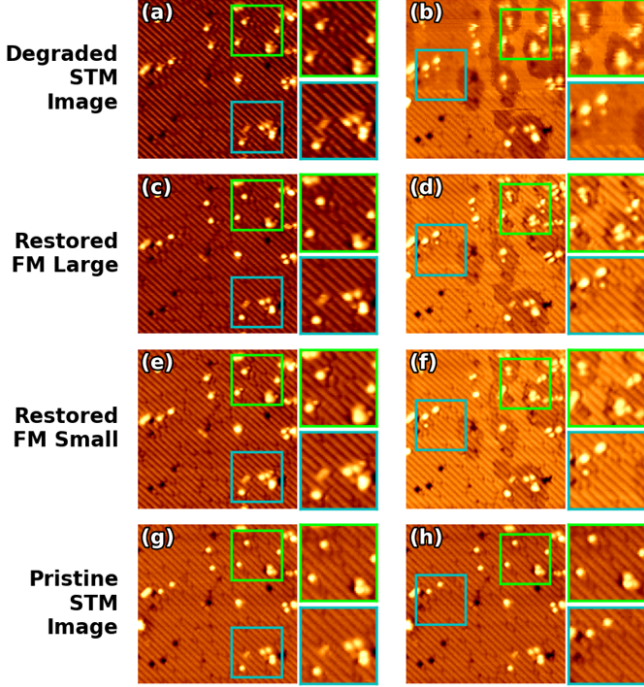 (a)
(b)
Degraded
STM
Image
(c)
(d)
Restored
FM Large
(e)
(f)
Restored
FM Small
(g)
(h)
Pristine
STM
Image